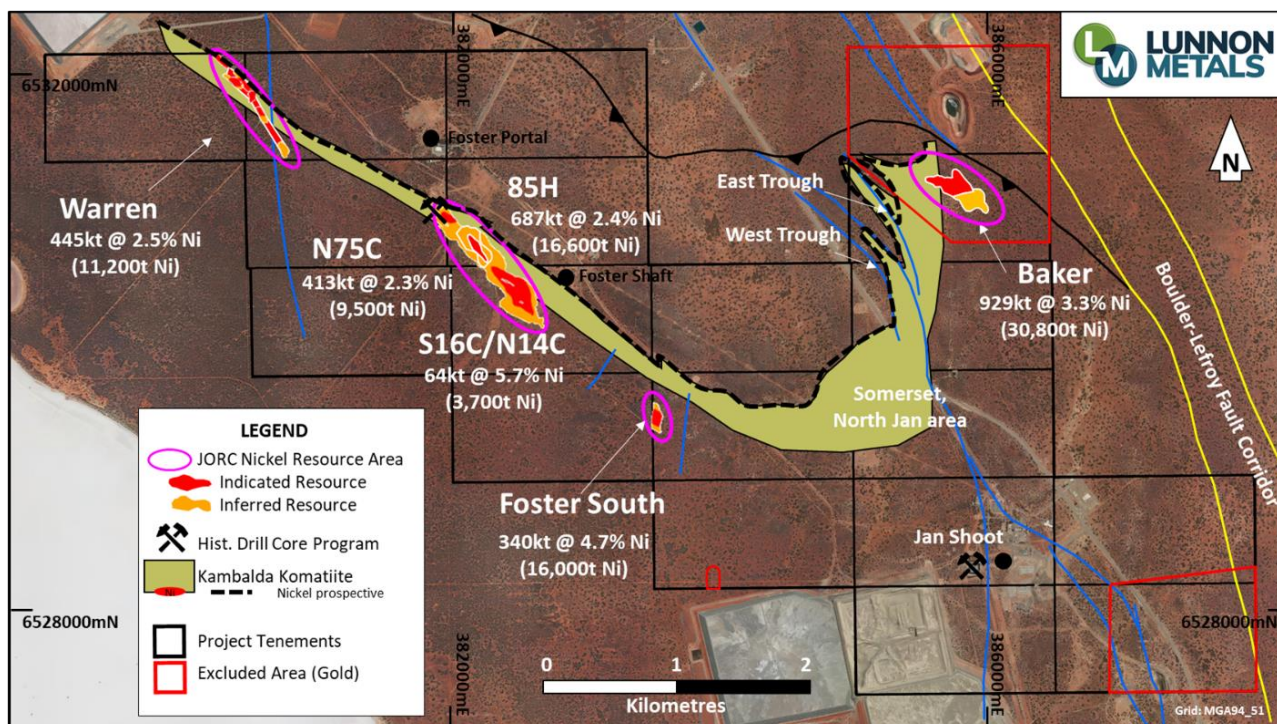 LM
LUNNON
METALS
382000mE
386000mE
6532000mN
Foster Portal
N
East Trough
85H
687kt @ 2.4% Ni
(16,600t Ni)
West Trough
Warren
445kt @ 2.5% Ni
(11,200t Ni)
N75C
413kt @ 2.3% Ni
(9,500t Ni)
Foster Shaft
Baker
929kt @ 3.3% Ni
(30,800t Ni)
Boulder-Lefroy Fault Corridor
S16C/N14C
64kt @ 5.7% Ni
(3,700t Ni)
Somerset,
North Jan area
LEGEND
JORC Nickel Resource Area
Indicated Resource
Inferred Resource
Hist. Drill Core Program
Kambalda Komatiite
Ni
Nickel prospective
Project Tenements
Excluded Area (Gold)
Foster South
340kt @ 4.7% Ni
(16,000t Ni)
Jan Shoot
6528000mN
6528000mN
382000mE
386000mE
0 1 2
Kilometres
Grid: MGA94_51